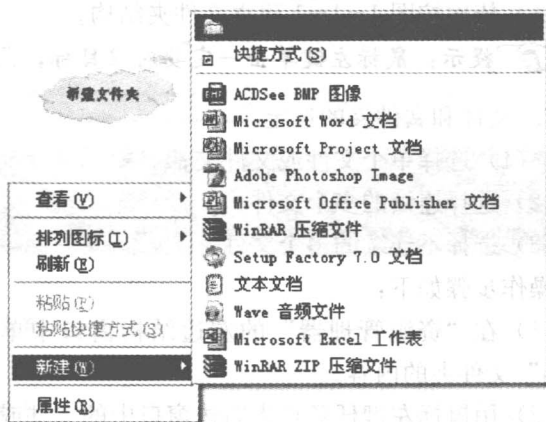 新建文件夹
查看(V)
排列图标(I)
刷新(E)
粘贴(P)
粘贴快捷方式(S)
新建(W)
属性(R)
快捷方式(S)
ACDSee BMP 图像
Microsoft Word 文档
Microsoft Project 文档
Adobe Photoshop Image
Microsoft Office Publisher 文档
WinRAR 压缩文件
Setup Factory 7.0 文档
文本文档
Wave 音频文件
Microsoft Excel 工作表
WinRAR ZIP 压缩文件